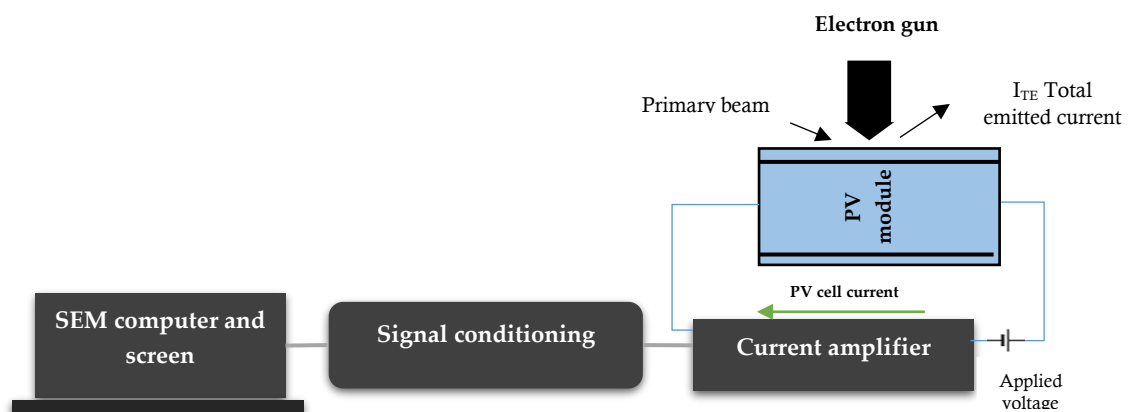 Electron gun
Primary beam
I_TE Total
emitted current
PV
module
PV cell current
SEM computer and
screen
Signal conditioning
Current amplifier
Applied
voltage